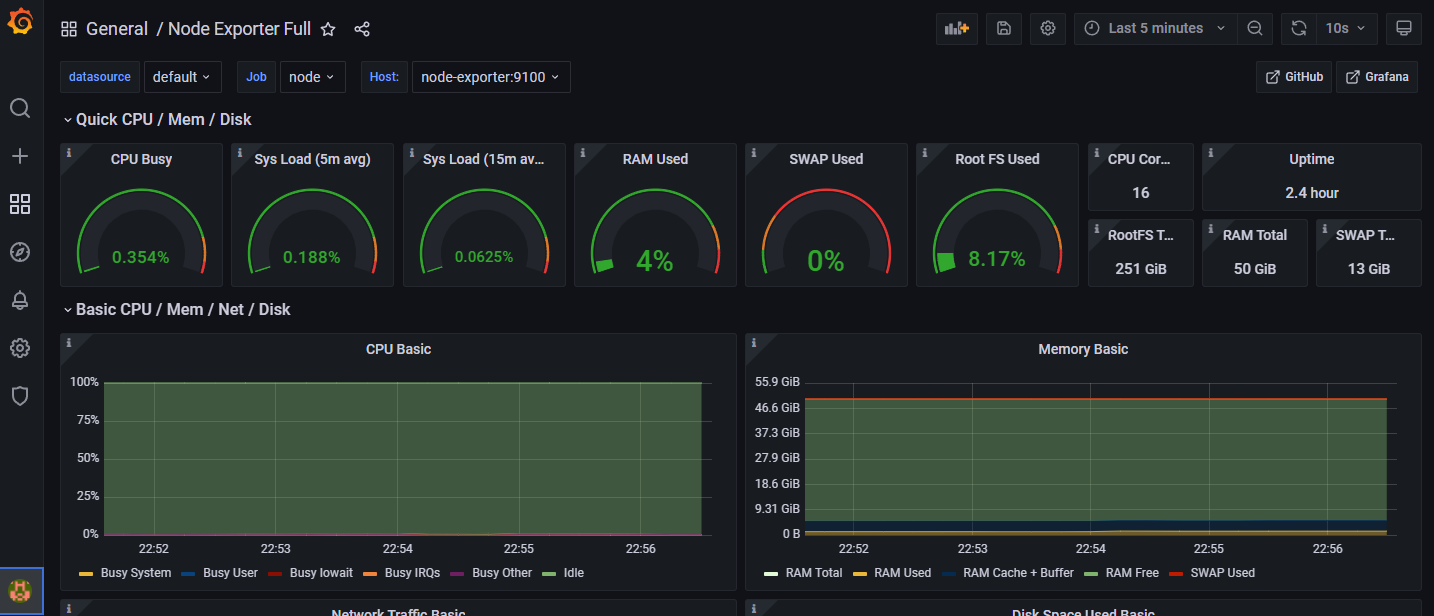 General / Node Exporter Full
Last 5 minutes
10s
datasource default Job node Host: node-exporter:9100
GitHub Grafana
Quick CPU / Mem / Disk
CPU Busy
0.354%
Sys Load (5m avg)
0.188%
Sys Load (15m av...
0.0625%
RAM Used
4%
SWAP Used
0%
Root FS Used
8.17%
CPU Cor...
16
Uptime
2.4 hour
RootFS T...
251 GiB
RAM Total
50 GiB
SWAP T...
13 GiB
Basic CPU / Mem / Net / Disk
CPU Basic
100%
75%
50%
25%
0%
22:52 22:53 22:54 22:55 22:56
Busy System Busy User Busy Iowait Busy IRQs Busy Other Idle
Memory Basic
55.9 GiB
46.6 GiB
37.3 GiB
27.9 GiB
18.6 GiB
9.31 GiB
0 B
22:52 22:53 22:54 22:55 22:56
RAM Total RAM Used RAM Cache + Buffer RAM Free SWAP Used
Network Traffic Basic
Disk Space Used Basic